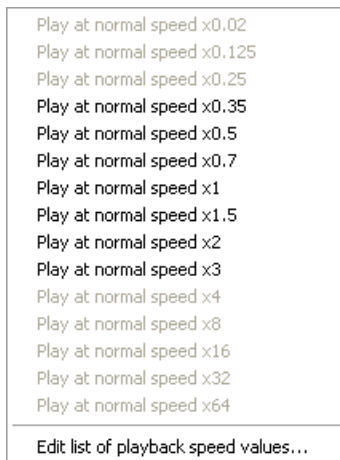 Play at normal speed x0.02
Play at normal speed x0.125
Play at normal speed x0.25
Play at normal speed x0.35
Play at normal speed x0.5
Play at normal speed x0.7
Play at normal speed x1
Play at normal speed x1.5
Play at normal speed x2
Play at normal speed x3
Play at normal speed x4
Play at normal speed x8
Play at normal speed x16
Play at normal speed x32
Play at normal speed x64
Edit list of playback speed values...